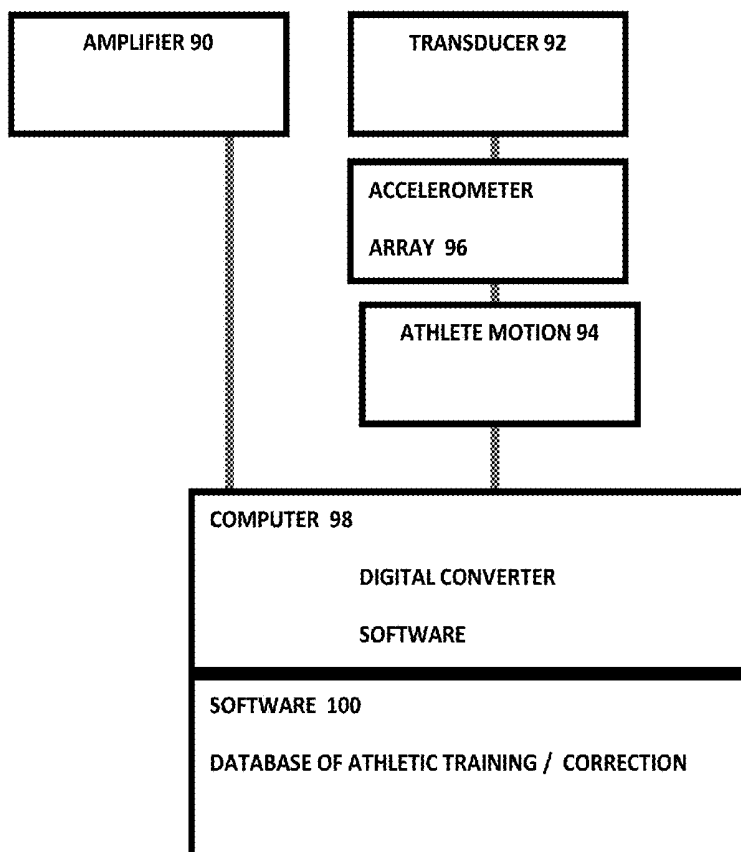 AMPLIFIER 90
TRANSDUCER 92
ACCELEROMETER
ARRAY 96
ATHLETE MOTION 94
COMPUTER 98
DIGITAL CONVERTER
SOFTWARE
SOFTWARE 100
DATABASE OF ATHLETIC TRAINING / CORRECTION